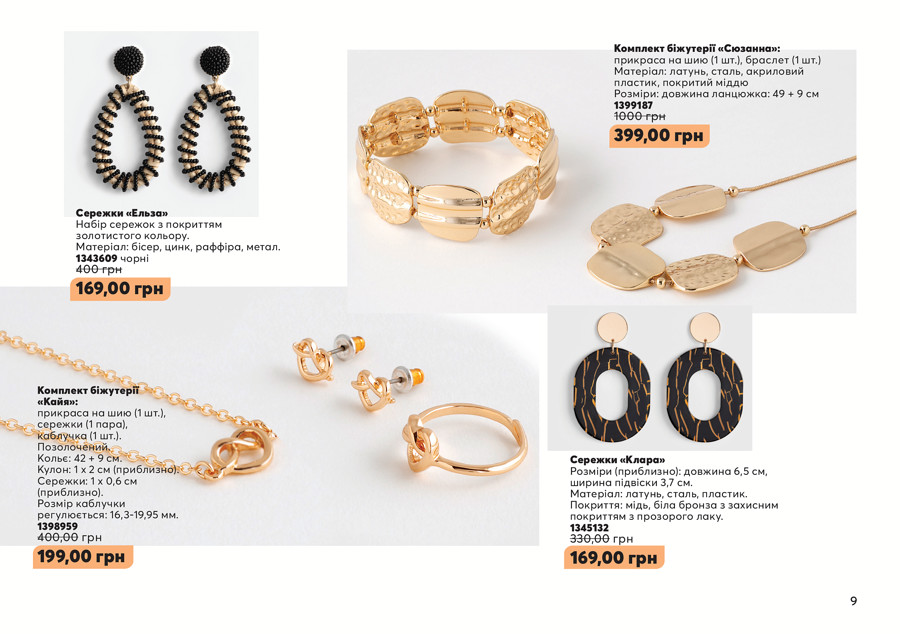 Сережки «Ельза»
Набір сережок з покриттям
золотистого кольору.
Матеріал: бісер, цинк, раффіра, метал.
1343609 чорні
400 грн
169,00 грн
Комплект біжутерії «Сюзанна»:
прикраса на шию (1 шт.), браслет (1 шт.)
Матеріал: латунь, сталь, акриловий
пластик, покритий міддю
Розміри: довжина ланцюжка: 49 + 9 см
1399187
1000 грн
399,00 грн
Комплект біжутерії
«Кайя»:
прикраса на шию (1 шт.),
сережки (1 пара),
каблучка (1 шт.).
Позолочений.
Кольє: 42 + 9 см.
Кулон: 1 х 2 см (приблизно).
Сережки: 1 х 0,6 см
(приблизно).
Розмір каблучки
регулюється: 16,3-19,95 мм.
1398959
400,00 грн
199,00 грн
Сережки «Клара»
Розміри (приблизно): довжина 6,5 см,
ширина підвіски 3,7 см.
Матеріал: латунь, сталь, пластик.
Покриття: мідь, біла бронза з захисним
покриттям з прозорого лаку.
1345132
330,00 грн
169,00 грн
9